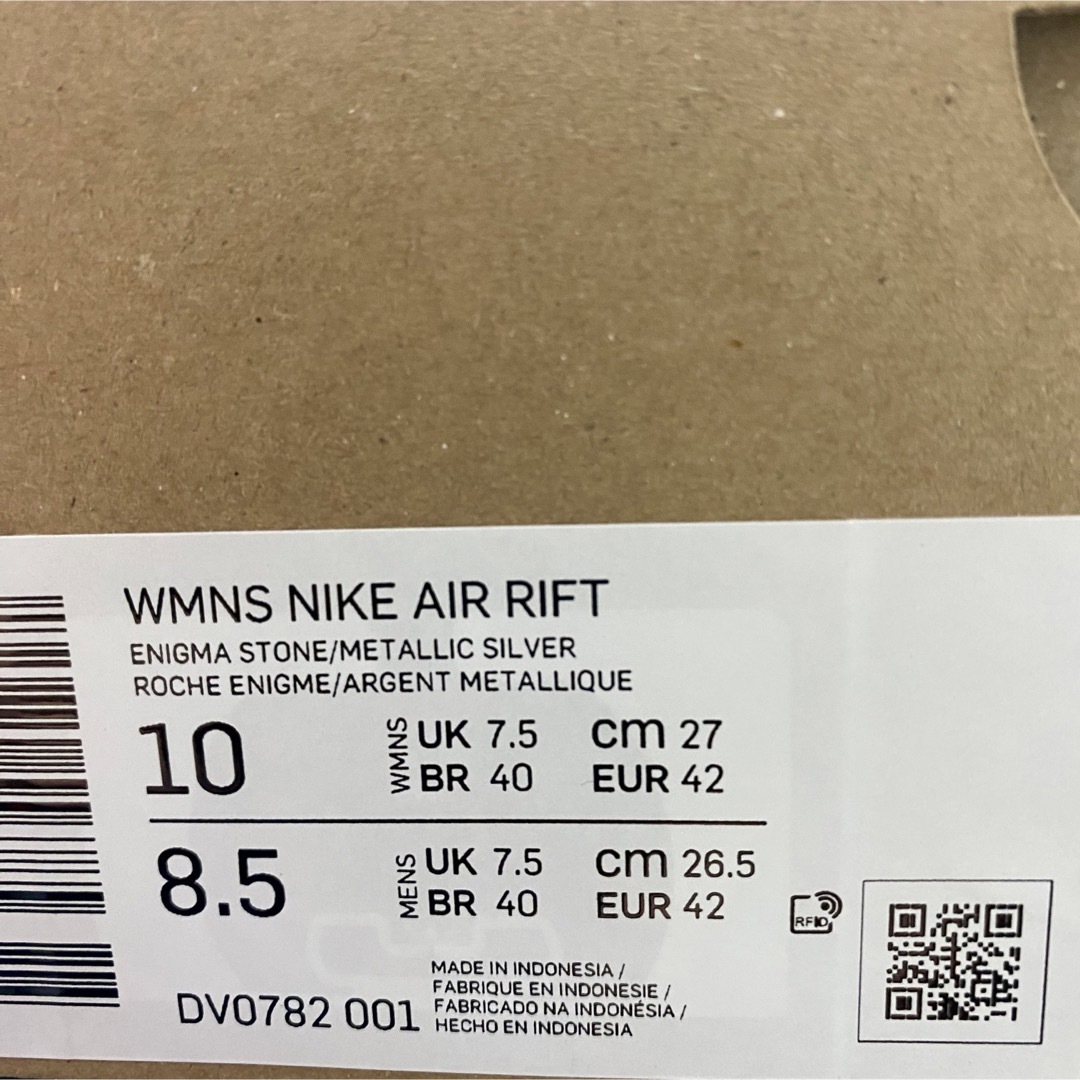 WMNS NIKE AIR RIFT
ENIGMA STONE/METALLIC SILVER
ROCHE ENIGME/ARGENT METALLIQUE
10 WMNS UK 7.5 cm 27
BR 40 EUR 42
8.5 MENS UK 7.5 cm 26.5
BR 40 EUR 42
RFID
DV0782 001
MADE IN INDONESIA /
FABRIQUE EN INDONESIE /
FABRICADO NA INDONÉSIA /
HECHO EN INDONESIA